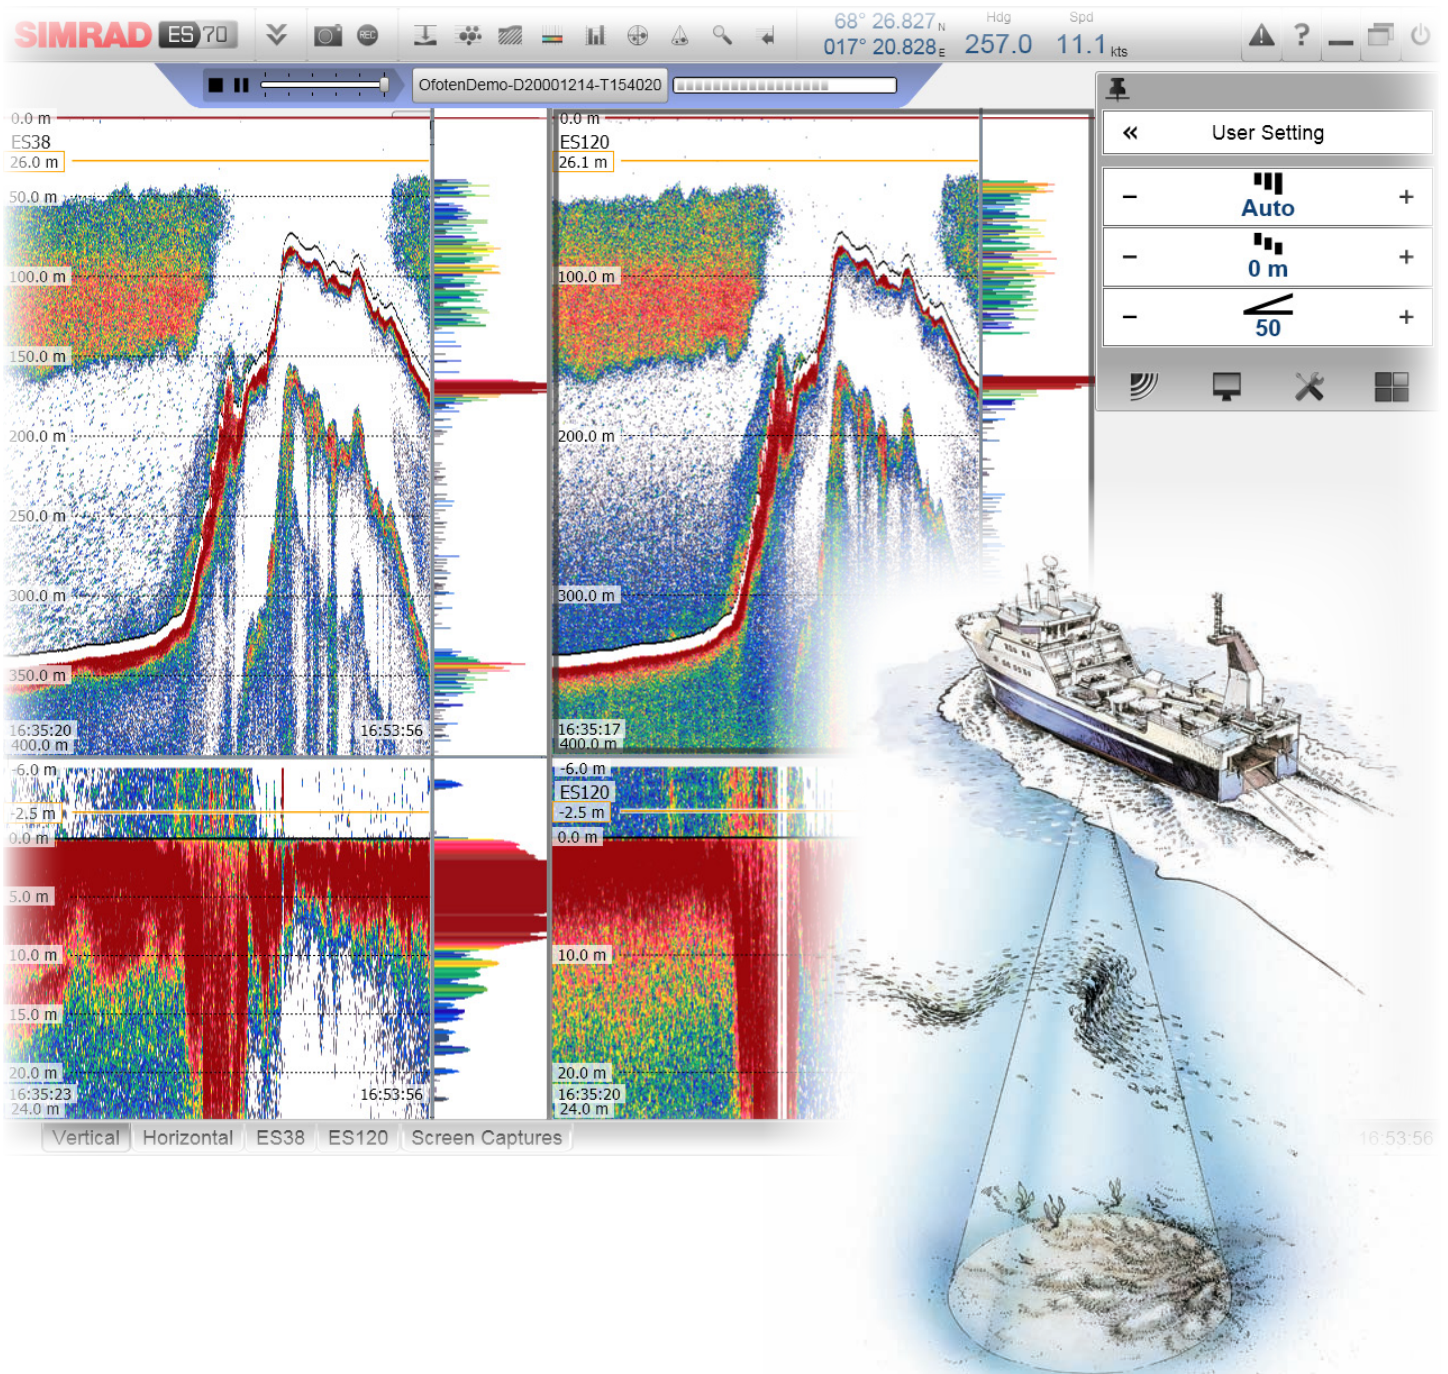 SIMRAD ES70
REC
68° 26.827 N
017° 20.828 E
Hdg
257.0
Spd
11.1 kts
?
OfotenDemo-D20001214-T154020
User Setting
Auto
0 m
50
0.0 m
ES38
26.0 m
50.0 m
100.0 m
150.0 m
200.0 m
250.0 m
300.0 m
350.0 m
16:35:20
16:53:56
400.0 m
0.0 m
ES120
26.1 m
100.0 m
200.0 m
300.0 m
16:35:17
400.0 m
-6.0 m
-2.5 m
0.0 m
5.0 m
10.0 m
15.0 m
20.0 m
16:35:23
16:53:56
24.0 m
-6.0 m
ES120
-2.5 m
0.0 m
10.0 m
20.0 m
16:35:20
24.0 m
Vertical
Horizontal
ES38
ES120
Screen Captures
16:53:56